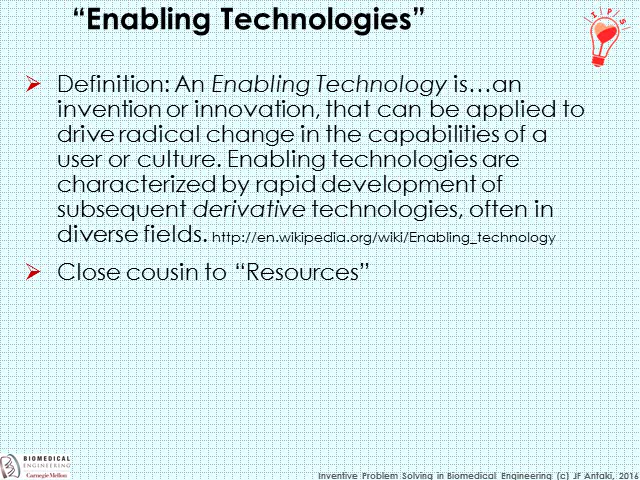 “Enabling Technologies”
I P S
Definition: An Enabling Technology is…an
invention or innovation, that can be applied to
drive radical change in the capabilities of a
user or culture. Enabling technologies are
characterized by rapid development of
subsequent derivative technologies, often in
diverse fields. http://en.wikipedia.org/wiki/Enabling_technology
Close cousin to “Resources”
BIOMEDICAL
ENGINEERING
Carnegie Mellon
Inventive Problem Solving in Biomedical Engineering (c) JF Antaki, 2016